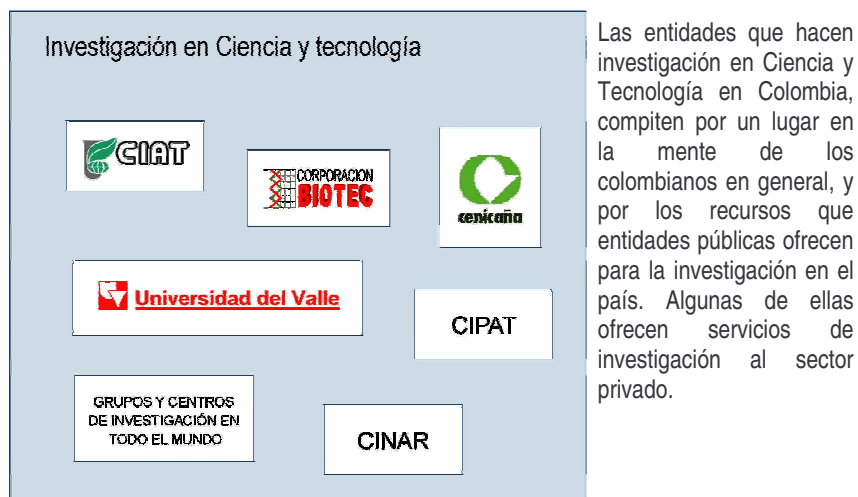 Investigación en Ciencia y tecnología
CIAT
CORPORACION
BIOTEC
cenicaña
Universidad del Valle
CIPAT
GRUPOS Y CENTROS
DE INVESTIGACIÓN EN
TODO EL MUNDO
CINAR
Las entidades que hacen
investigación en Ciencia y
Tecnología en Colombia,
compiten por un lugar en
la mente de los
colombianos en general, y
por los recursos que
entidades públicas ofrecen
para la investigación en el
país. Algunas de ellas
ofrecen servicios de
investigación al sector
privado.